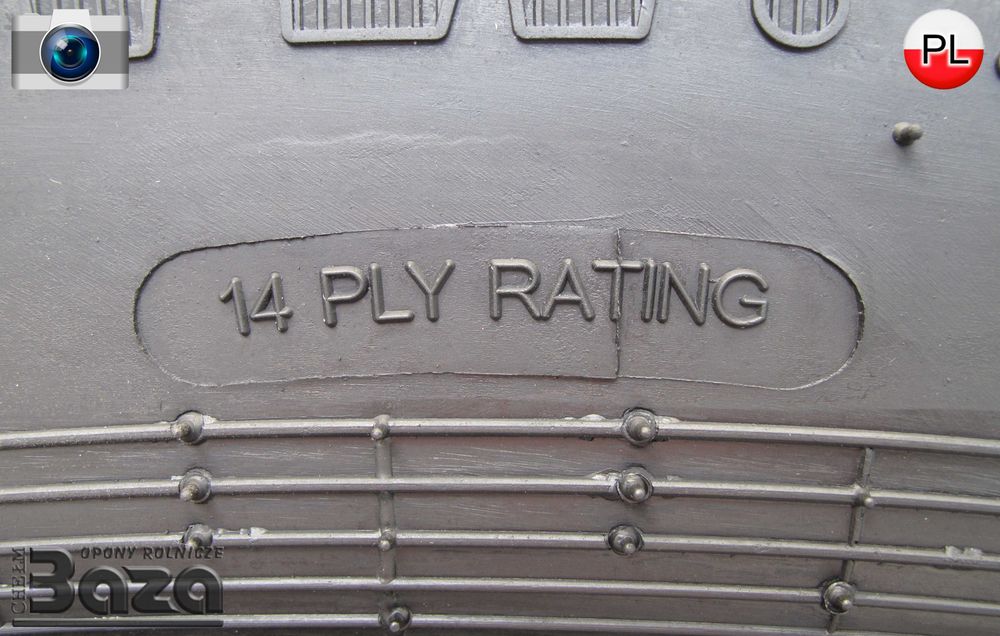 PL
14 PLY RATING
OPONY ROLNICZE
CHEŁM
Baza